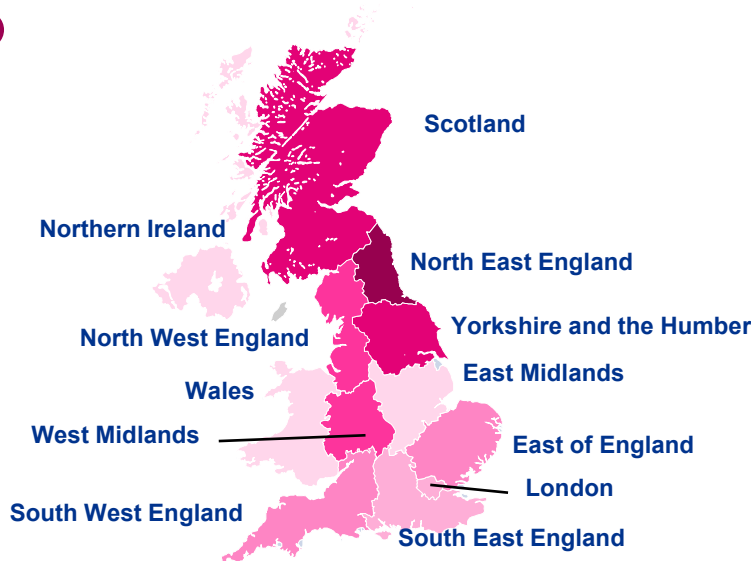 Scotland
Northern Ireland
North East England
Yorkshire and the Humber
North West England
East Midlands
Wales
West Midlands
East of England
London
South West England
South East England